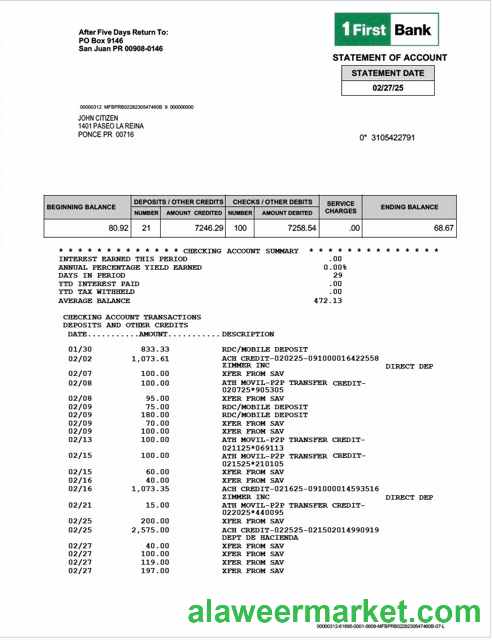 After Five Days Return To:
PO Box 9146
San Juan PR 00908-0146
1First Bank
STATEMENT OF ACCOUNT
STATEMENT DATE
02/27/25
JOHN CITIZEN
1401 PASEO LA REINA
PONCE PR 00716
0* 3105422791
BEGINNING BALANCE DEPOSITS / OTHER CREDITS CHECKS / OTHER DEBITS SERVICE CHARGES ENDING BALANCE
NUMBER AMOUNT CREDITED NUMBER AMOUNT DEBITED
80.92 21 7246.29 100 7258.54 .00 68.67
* * * * * * * * * * * * * CHECKING ACCOUNT SUMMARY * * * * * * * * * * * * * *
INTEREST EARNED THIS PERIOD .00
ANNUAL PERCENTAGE YIELD EARNED 0.00%
DAYS IN PERIOD 29
YTD INTEREST PAID .00
YTD TAX WITHHELD .00
AVERAGE BALANCE 472.13
CHECKING ACCOUNT TRANSACTIONS
DEPOSITS AND OTHER CREDITS
DATE..........AMOUNT...........DESCRIPTION
01/30 833.33 RDC/MOBILE DEPOSIT
02/02 1,073.61 ACH CREDIT-020225-091000016422558
ZIMMER INC DIRECT DEP
02/07 100.00 XFER FROM SAV
02/08 100.00 ATH MOVIL-P2P TRANSFER CREDIT-
020725*905305
02/08 95.00 XFER FROM SAV
02/09 75.00 RDC/MOBILE DEPOSIT
02/09 180.00 RDC/MOBILE DEPOSIT
02/09 70.00 XFER FROM SAV
02/09 100.00 XFER FROM SAV
02/13 100.00 ATH MOVIL-P2P TRANSFER CREDIT-
021125*069113
02/15 100.00 ATH MOVIL-P2P TRANSFER CREDIT-
021525*210105
02/15 60.00 XFER FROM SAV
02/16 40.00 XFER FROM SAV
02/16 1,073.35 ACH CREDIT-021625-091000014593516
ZIMMER INC DIRECT DEP
02/21 15.00 ATH MOVIL-P2P TRANSFER CREDIT-
022025*440095
02/25 200.00 XFER FROM SAV
02/25 2,575.00 ACH CREDIT-022525-021502014990919
DEPT DE HACIENDA
02/27 40.00 XFER FROM SAV
02/27 100.00 XFER FROM SAV
02/27 119.00 XFER FROM SAV
02/27 197.00 XFER FROM SAV
alaweermarket.com